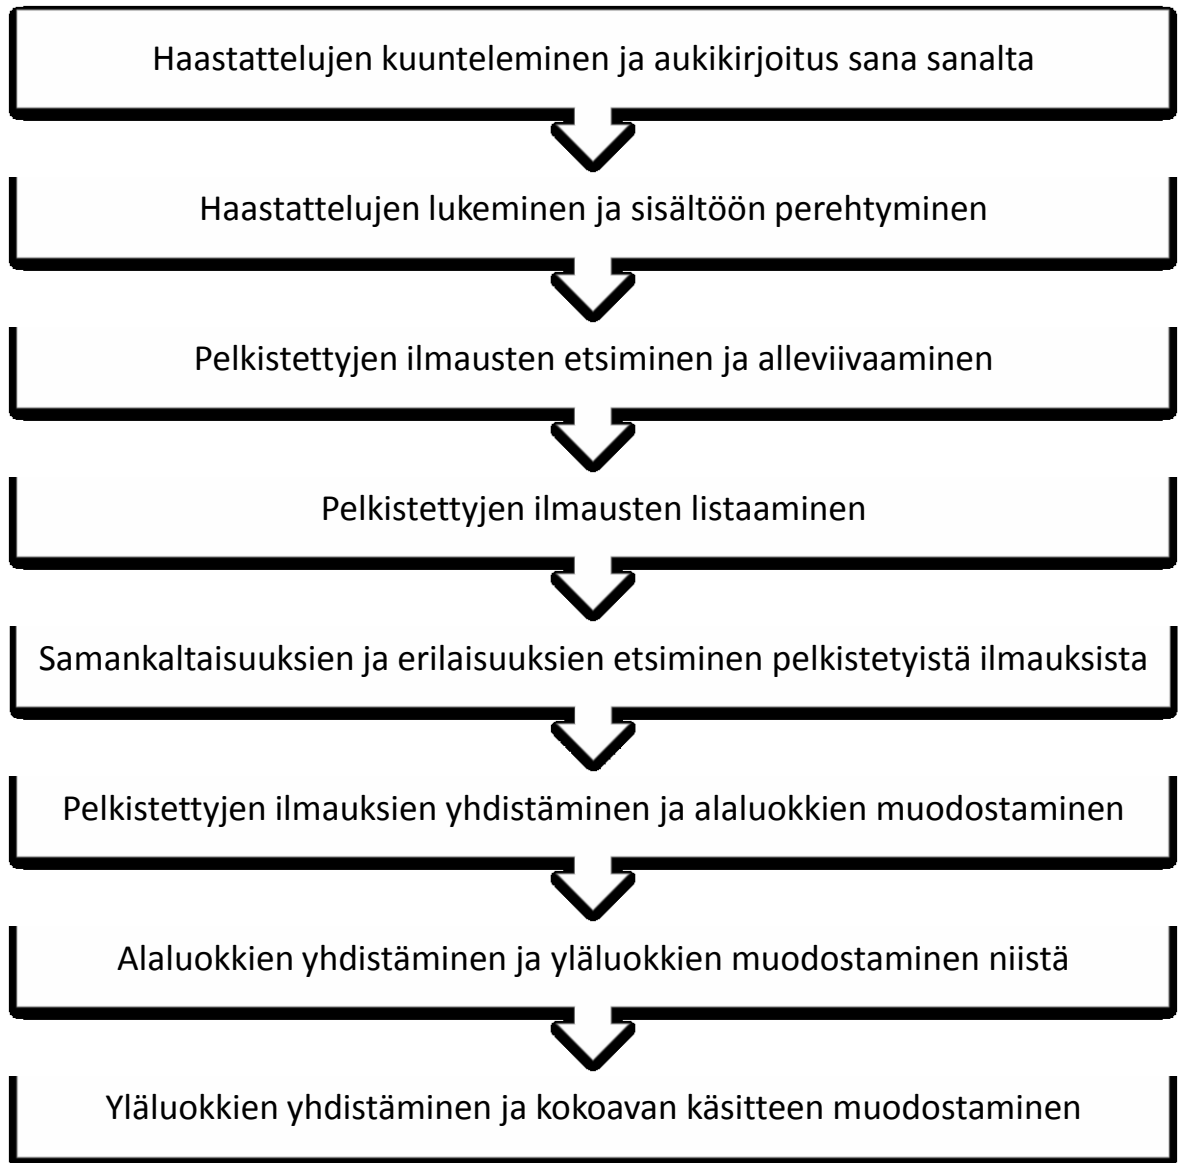 Haastattelujen kuunteleminen ja aukikirjoitus sana sanalta
Haastattelujen lukeminen ja sisältöön perehtyminen
Pelkistettyjen ilmausten etsiminen ja alleviivaaminen
Pelkistettyjen ilmausten listaaminen
Samankaltaisuuksien ja erilaisuuksien etsiminen pelkistetyistä ilmauksista
Pelkistettyjen ilmauksien yhdistäminen ja alaluokkien muodostaminen
Alaluokkien yhdistäminen ja yläluokkien muodostaminen niistä
Yläluokkien yhdistäminen ja kokoavan käsitteen muodostaminen